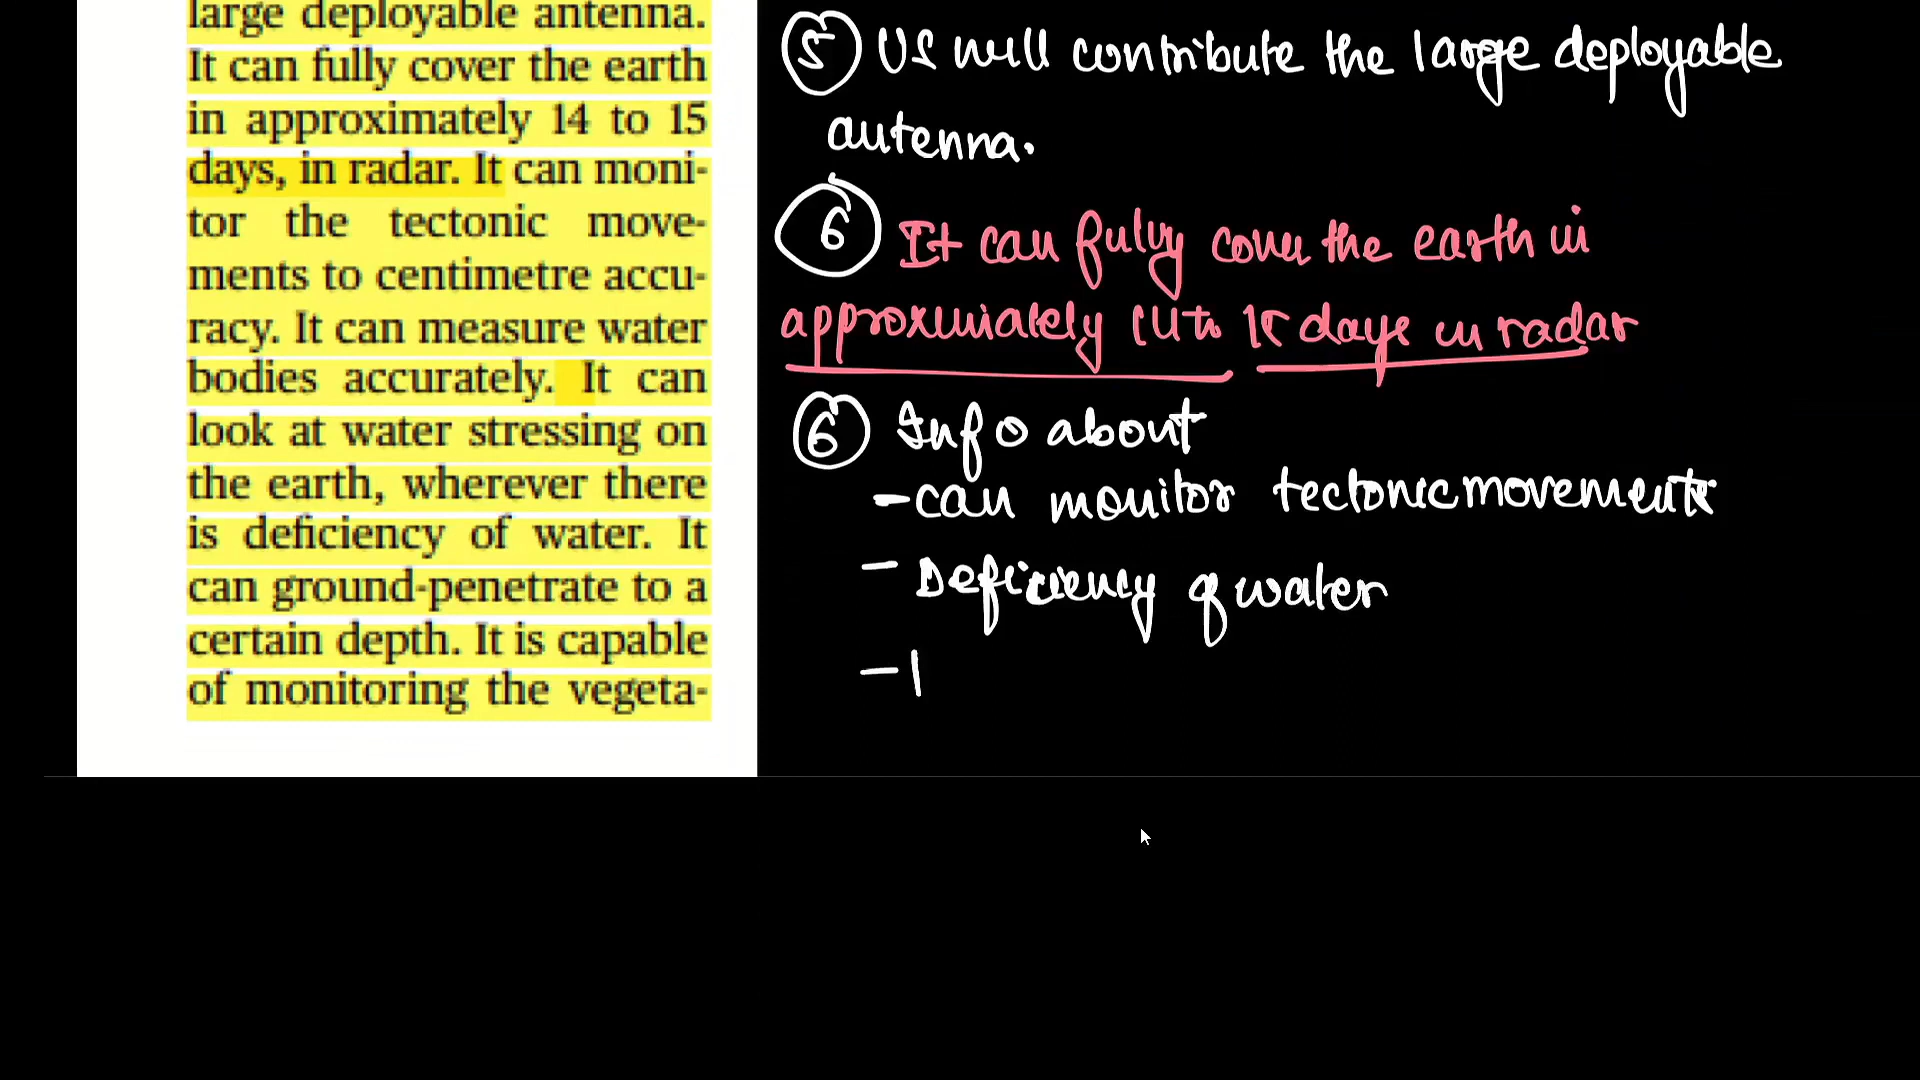 large deployable antenna.
It can fully cover the earth
in approximately 14 to 15
days, in radar. It can moni-
tor the tectonic move-
ments to centimetre accu-
racy. It can measure water
bodies accurately. It can
look at water stressing on
the earth, wherever there
is deficiency of water. It
can ground-penetrate to a
certain depth. It is capable
of monitoring the vegeta-
5 US will contribute the large deployable
antenna.
6 It can fully cover the earth in
approximately 14 to 15 days in radar
6 Info about
- can monitor tectonic movements
- Deficiency of water
-